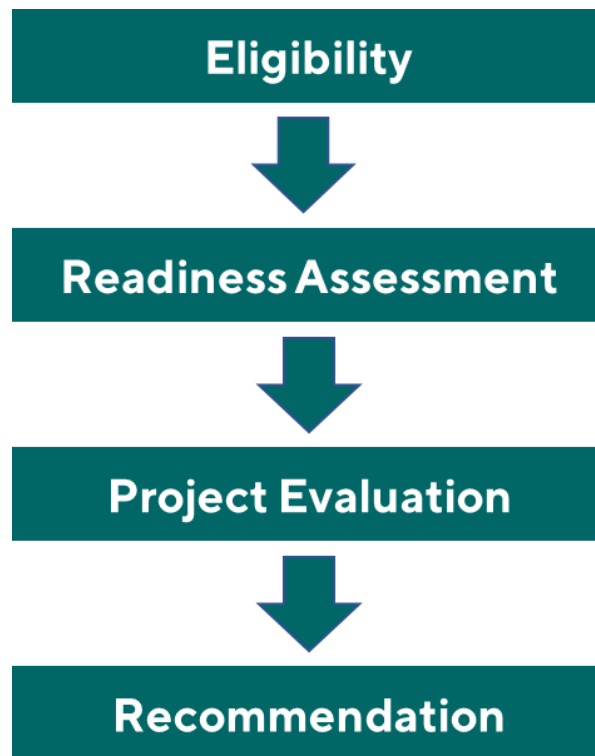 Eligibility
Readiness Assessment
Project Evaluation
Recommendation